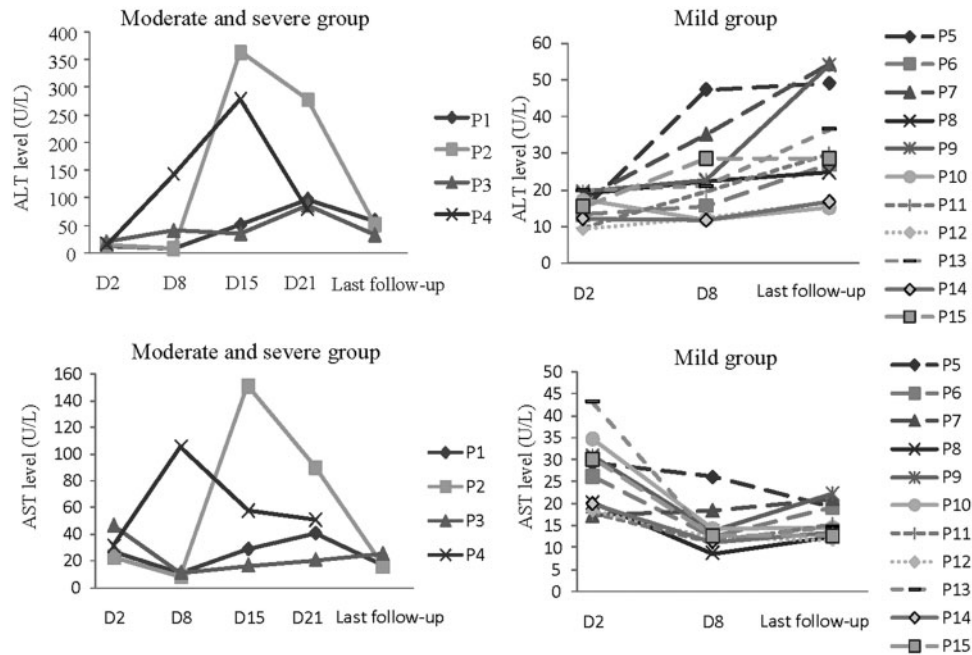 Moderate and severe group
ALT level (U/L)
350
350
300
250
200
150
100
50
0
D2 D8 D15 D21 Last follow-up
P1
P2
P3
P4
Mild group
ALT level (U/L)
60
50
40
30
20
10
0
D2 D8 Last follow-up
P5
P6
P7
P8
P9
P10
P11
P12
P13
P14
P15
Moderate and severe group
AST level (U/L)
160
140
120
100
80
60
40
20
0
D2 D8 D15 D21 Last follow-up
P1
P2
P3
P4
Mild group
AST level (U/L)
50
45
40
35
30
25
20
15
10
5
0
D2 D8 Last follow-up
P5
P6
P7
P8
P9
P10
P11
P12
P13
P14
P15